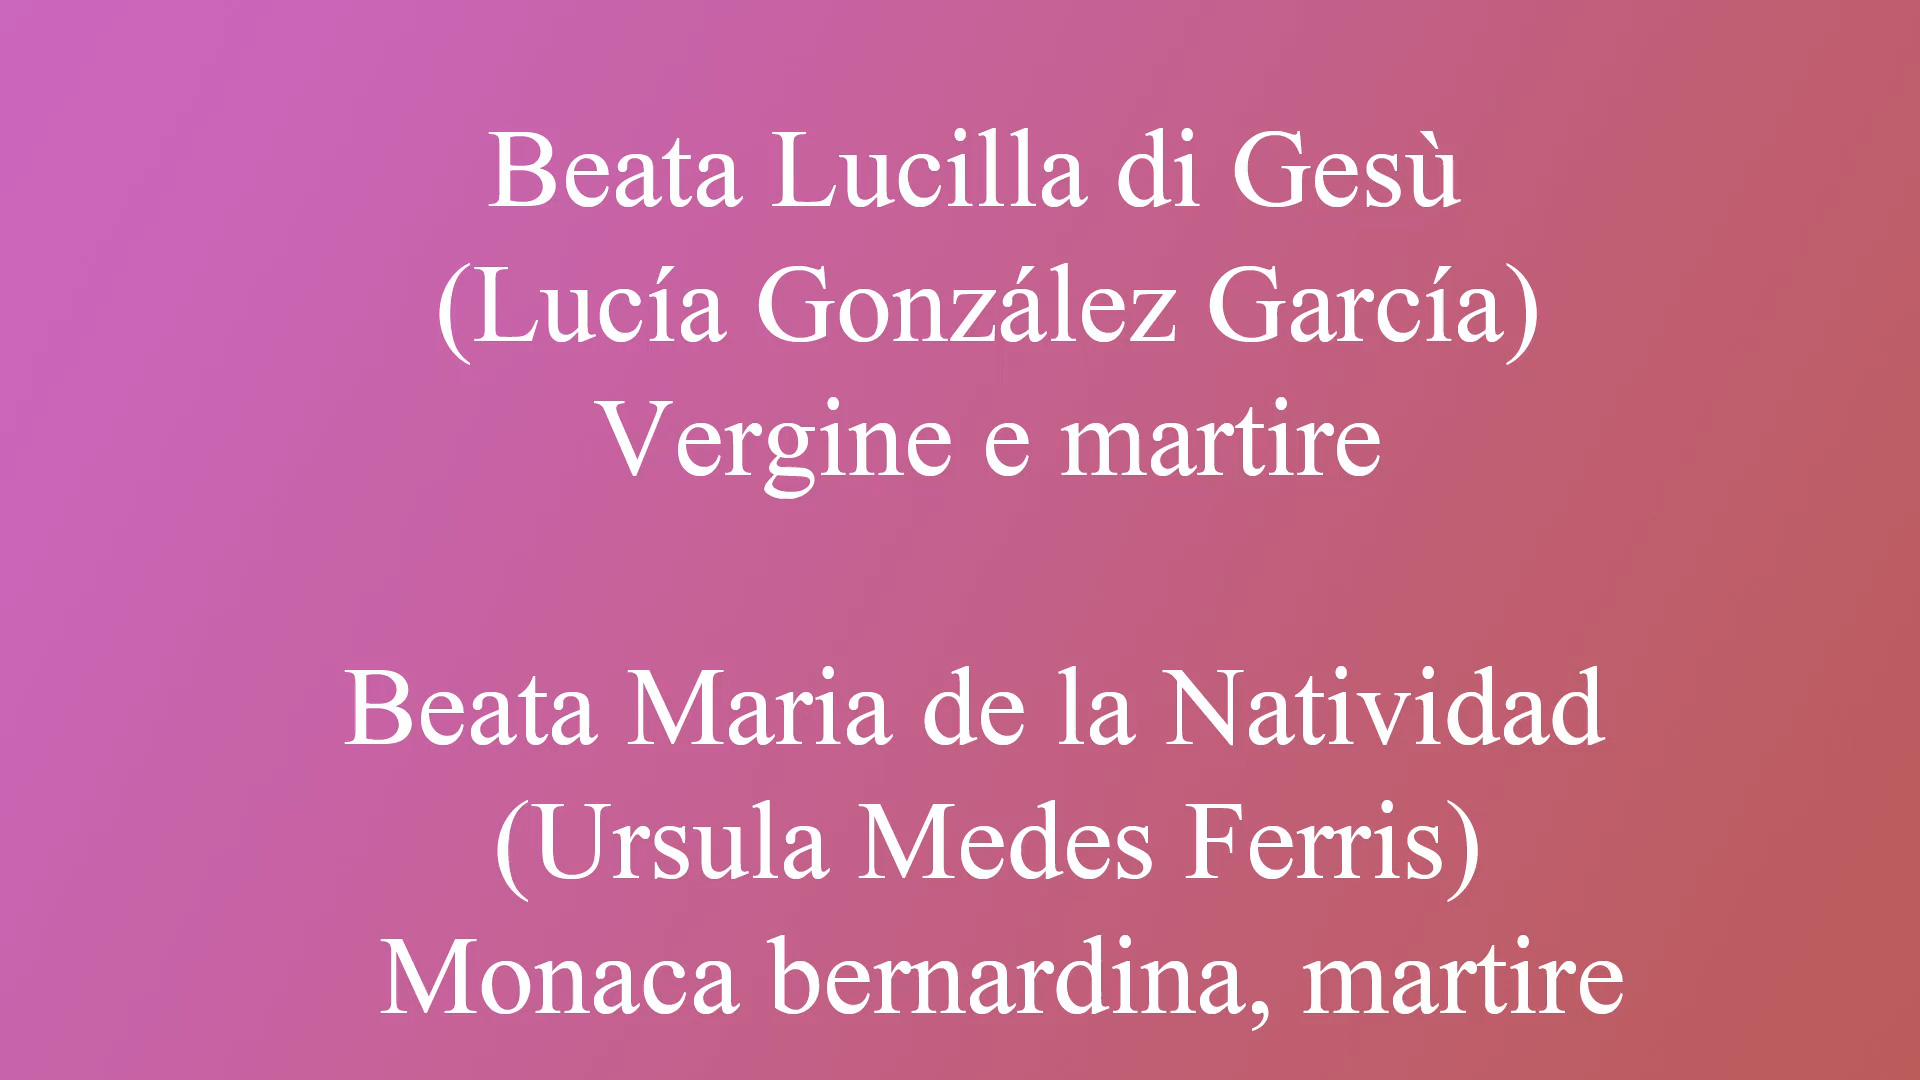 Beata Lucilla di Gesù
(Lucía González García)
Vergine e martire
Beata Maria de la Natividad
(Ursula Medes Ferris)
Monaca bernardina, martire